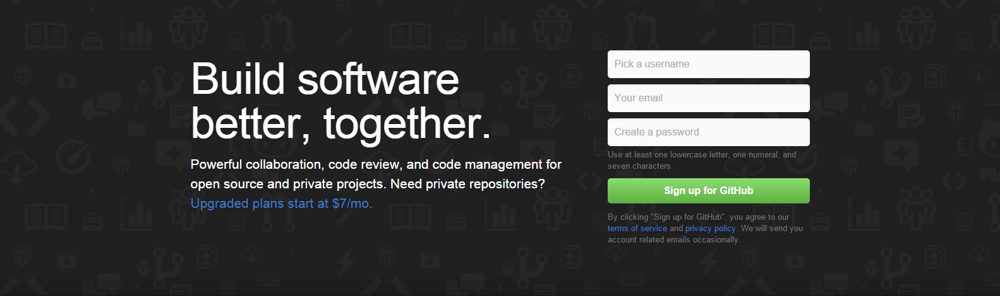 Build software
better, together.
Powerful collaboration, code review, and code management for
open source and private projects. Need private repositories?
Upgraded plans start at $7/mo.
Pick a username
Your email
Create a password
Use at least one lowercase letter, one numeral, and
seven characters.
Sign up for GitHub
By clicking "Sign up for GitHub", you agree to our
terms of service and privacy policy. We will send you
account related emails occasionally.